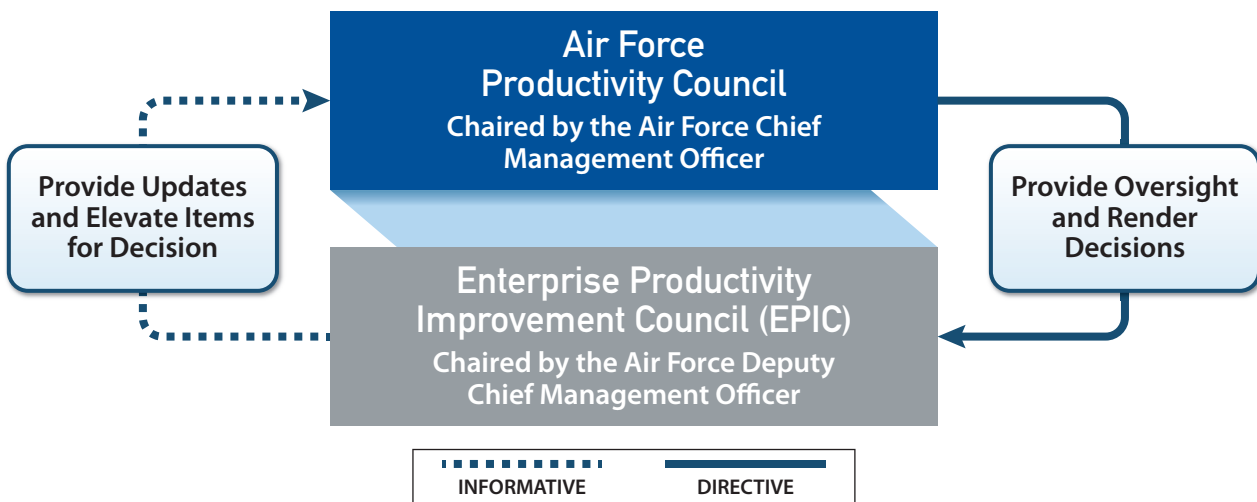 Air Force
Productivity Council
Chaired by the Air Force Chief
Management Officer
Provide Updates
and Elevate Items
for Decision
Provide Oversight
and Render
Decisions
Enterprise Productivity
Improvement Council (EPIC)
Chaired by the Air Force Deputy
Chief Management Officer
INFORMATIVE
DIRECTIVE